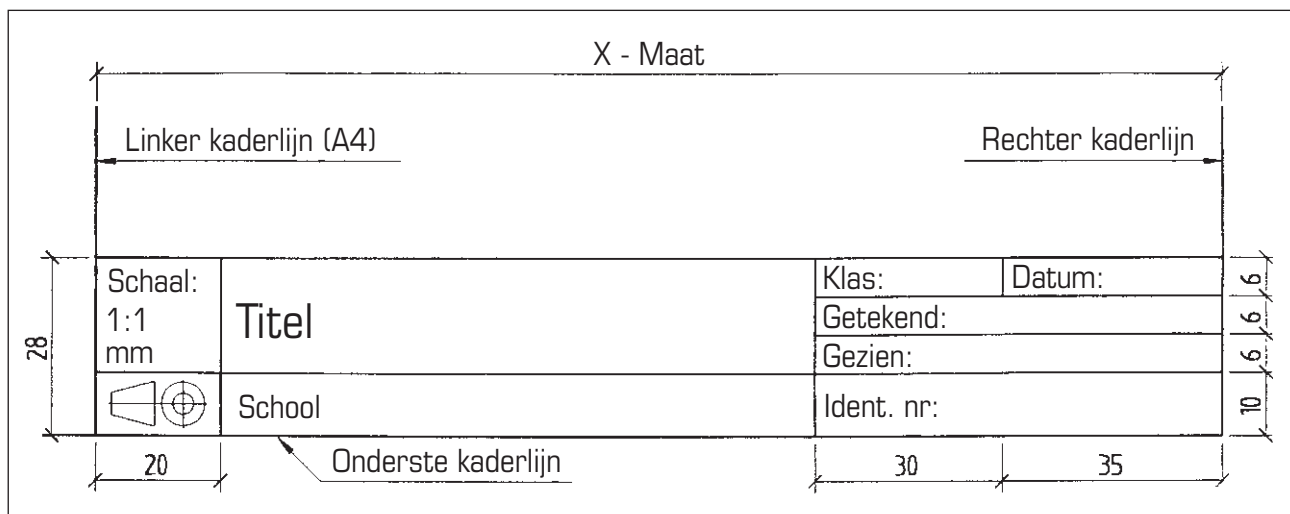 X - Maat
Linker kaderlijn (A4)
Rechter kaderlijn
Schaal:
1:1
mm
Titel
Klas:
Datum:
Getekend:
Gezien:
School
Ident. nr:
28
6
6
6
10
Onderste kaderlijn
20
30
35